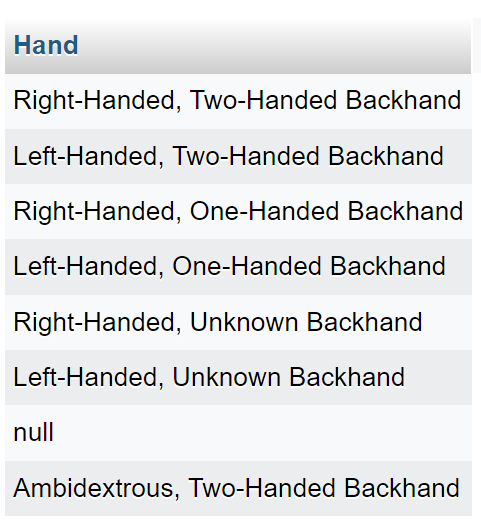 Hand
Right-Handed, Two-Handed Backhand
Left-Handed, Two-Handed Backhand
Right-Handed, One-Handed Backhand
Left-Handed, One-Handed Backhand
Right-Handed, Unknown Backhand
Left-Handed, Unknown Backhand
null
Ambidextrous, Two-Handed Backhand